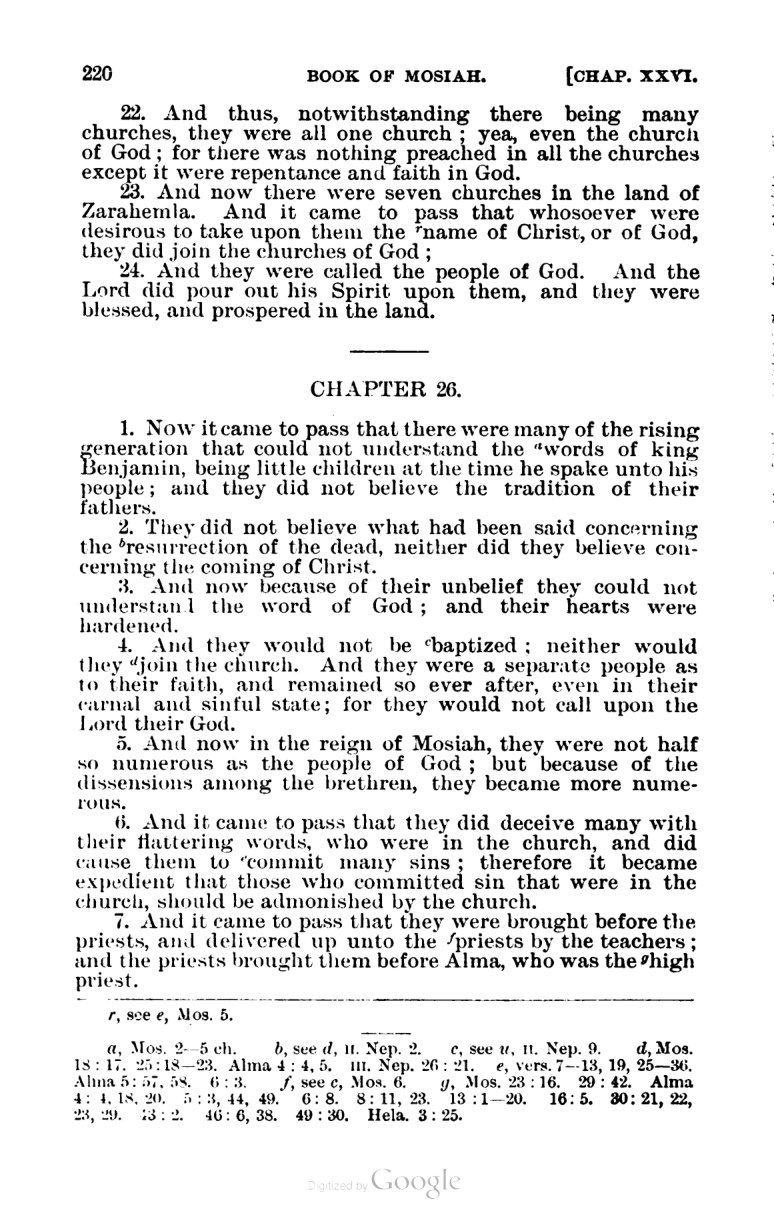 220 BOOK OF MOSIAH. [CHAP. XXVI.
22. And thus, notwithstanding there being many
churches, they were all one church ; yea, even the church
of God ; for there was nothing preached in all the churches
except it were repentance and faith in God.
23. And now there were seven churches in the land of
Zarahemla. And it came to pass that whosoever were
desirous to take upon them the ʳname of Christ, or of God,
they did join the churches of God ;
24. And they were called the people of God. And the
Lord did pour out his Spirit upon them, and they were
blessed, and prospered in the land.
CHAPTER 26.
1. Now it came to pass that there were many of the rising
generation that could not understand the ᵃwords of king
Benjamin, being little children at the time he spake unto his
people ; and they did not believe the tradition of their
fathers.
2. They did not believe what had been said concerning
the ᵇresurrection of the dead, neither did they believe con-
cerning the coming of Christ.
3. And now because of their unbelief they could not
understand the word of God ; and their hearts were
hardened.
4. And they would not be ᶜbaptized ; neither would
they ᵈjoin the church. And they were a separate people as
to their faith, and remained so ever after, even in their
carnal and sinful state ; for they would not call upon the
Lord their God.
5. And now in the reign of Mosiah, they were not half
so numerous as the people of God ; but because of the
dissensions among the brethren, they became more nume-
rous.
6. And it came to pass that they did deceive many with
their flattering words, who were in the church, and did
cause them to ᵉcommit many sins ; therefore it became
expedient that those who committed sin that were in the
church, should be admonished by the church.
7. And it came to pass that they were brought before the
priests, and delivered up unto the ᶠpriests by the teachers ;
and the priests brought them before Alma, who was the ᵍhigh
priest.
r, see e, Mos. 5.
a, Mos. 2—5 ch. b, see d, II. Nep. 2. c, see u, II. Nep. 9. d, Mos.
18 : 17. 25 : 18—23. Alma 4 : 4, 5. III. Nep. 26 : 21. e, vers. 7—13, 19, 25—36.
Alma 5 : 57, 58. 6 : 3. f, see c, Mos. 6. g, Mos. 23 : 16. 29 : 42. Alma
4 : 4, 18, 20. 5 : 3, 44, 49. 6 : 8. 8 : 11, 23. 13 : 1—20. 16 : 5. 30 : 21, 22,
23, 29. 43 : 2. 46 : 6, 38. 49 : 30. Hela. 3 : 25.
Digitized by Google